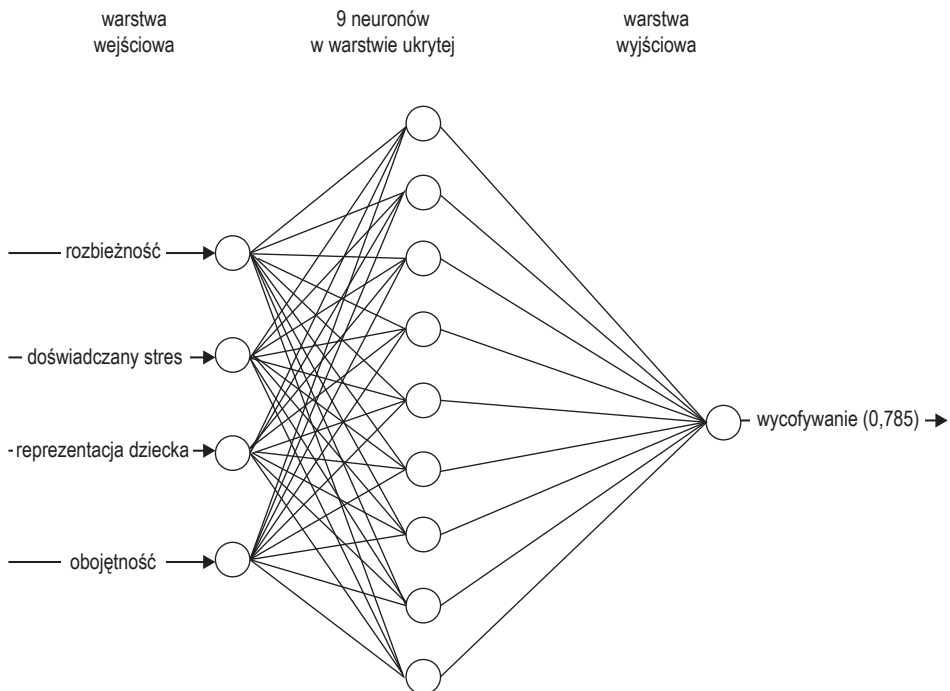 warstwa
wejściowa
9 neuronów
w warstwie ukrytej
warstwa
wyjściowa
rozbieżność
doświadczany stres
reprezentacja dziecka
obojętność
wycofywanie (0,785)